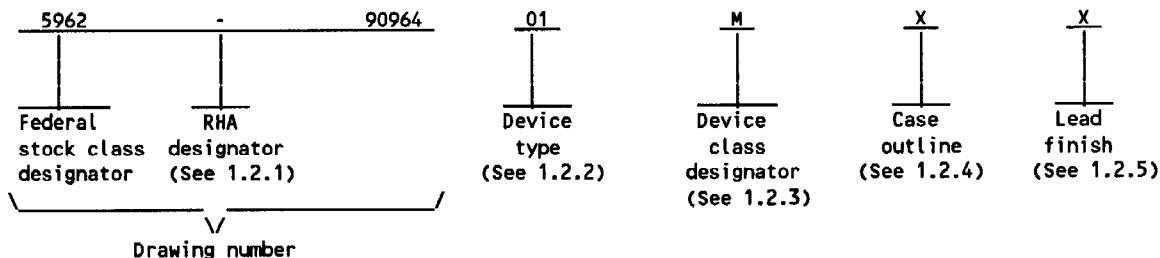 5962 - 90964 01 M X X
Federal stock class designator
RHA designator (See 1.2.1)
Device type (See 1.2.2)
Device class designator (See 1.2.3)
Case outline (See 1.2.4)
Lead finish (See 1.2.5)
Drawing number